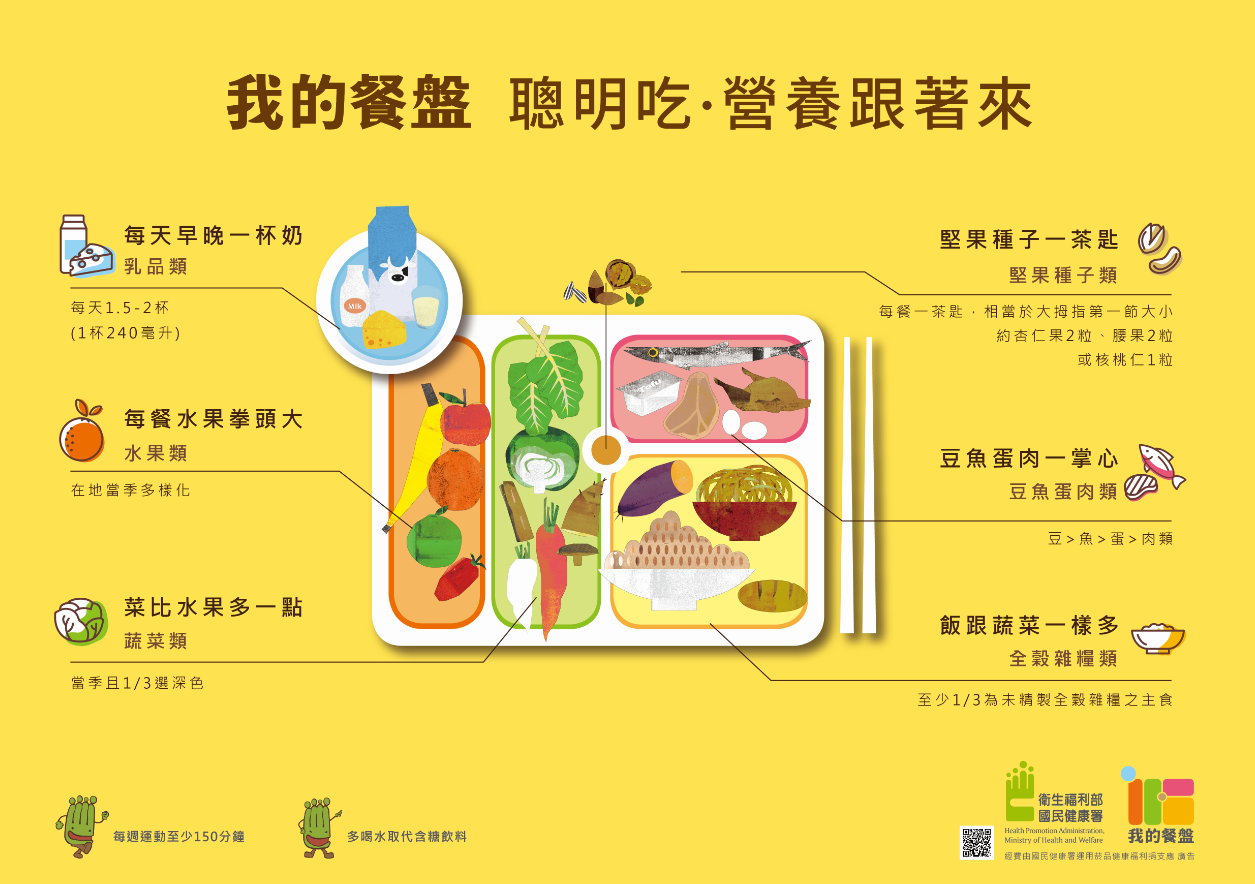 我的餐盤 聰明吃·營養跟著來
每天早晚一杯奶
乳品類
每天1.5-2杯
(1杯240毫升)
每餐水果拳頭大
水果類
在地當季多樣化
菜比水果多一點
蔬菜類
當季且1/3選深色
Milk
堅果種子一茶匙
堅果種子類
每餐一茶匙，相當於大拇指第一節大小
約杏仁果2粒、腰果2粒
或核桃仁1粒
豆魚蛋肉一掌心
豆魚蛋肉類
豆>魚>蛋>肉類
飯跟蔬菜一樣多
全穀雜糧類
至少1/3為未精製全穀雜糧之主食
每週運動至少150分鐘
多喝水取代含糖飲料
衛生福利部
國民健康署
Health Promotion Administration,
Ministry of Health and Welfare
我的餐盤
經費由國民健康署運用菸品健康福利捐支應 廣告